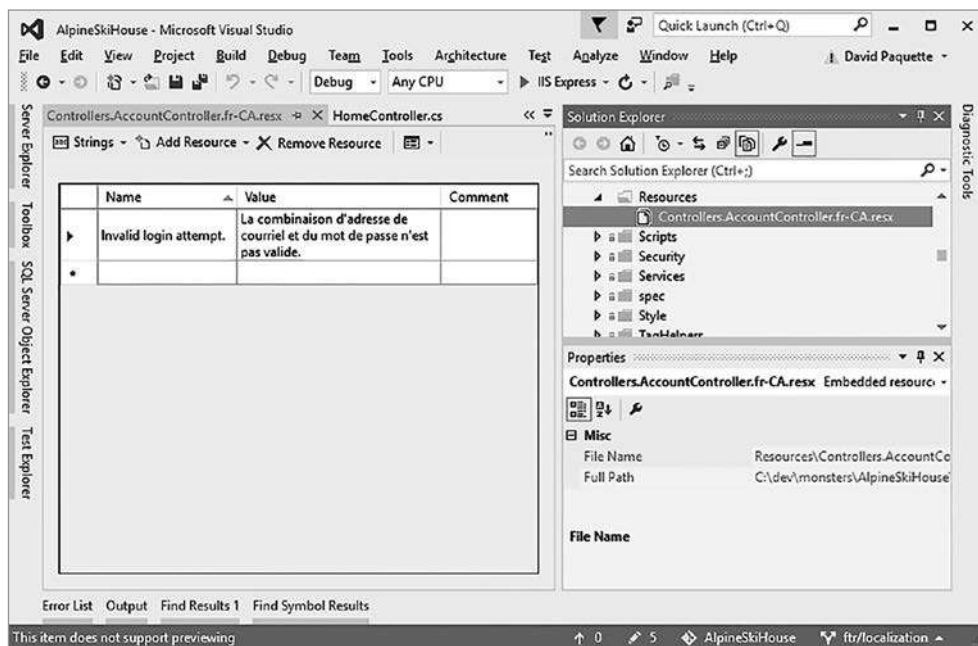 AlpineSkiHouse - Microsoft Visual Studio
Quick Launch (Ctrl+Q)
File Edit View Project Build Debug Team Tools Architecture Test Analyze Window Help
David Paquette
Debug Any CPU IIS Express
Server Explorer
Toolbox
SQL Server Object Explorer
Test Explorer
Controllers.AccountController.fr-CA.resx HomeController.cs
Strings Add Resource Remove Resource
Name Value Comment
Invalid login attempt.
La combinaison d'adresse de
courriel et du mot de passe n'est
pas valide.
Solution Explorer
Search Solution Explorer (Ctrl+;)
Resources
Controllers.AccountController.fr-CA.resx
Scripts
Security
Services
spec
Style
TagHelpers
Properties
Controllers.AccountController.fr-CA.resx Embedded resourc
Misc
File Name Resources\Controllers.AccountCo
Full Path C:\dev\monsters\AlpineSkiHouse
File Name
Diagnostic Tools
Error List Output Find Results 1 Find Symbol Results
This item does not support previewing
0 5 AlpineSkiHouse ftr/localization